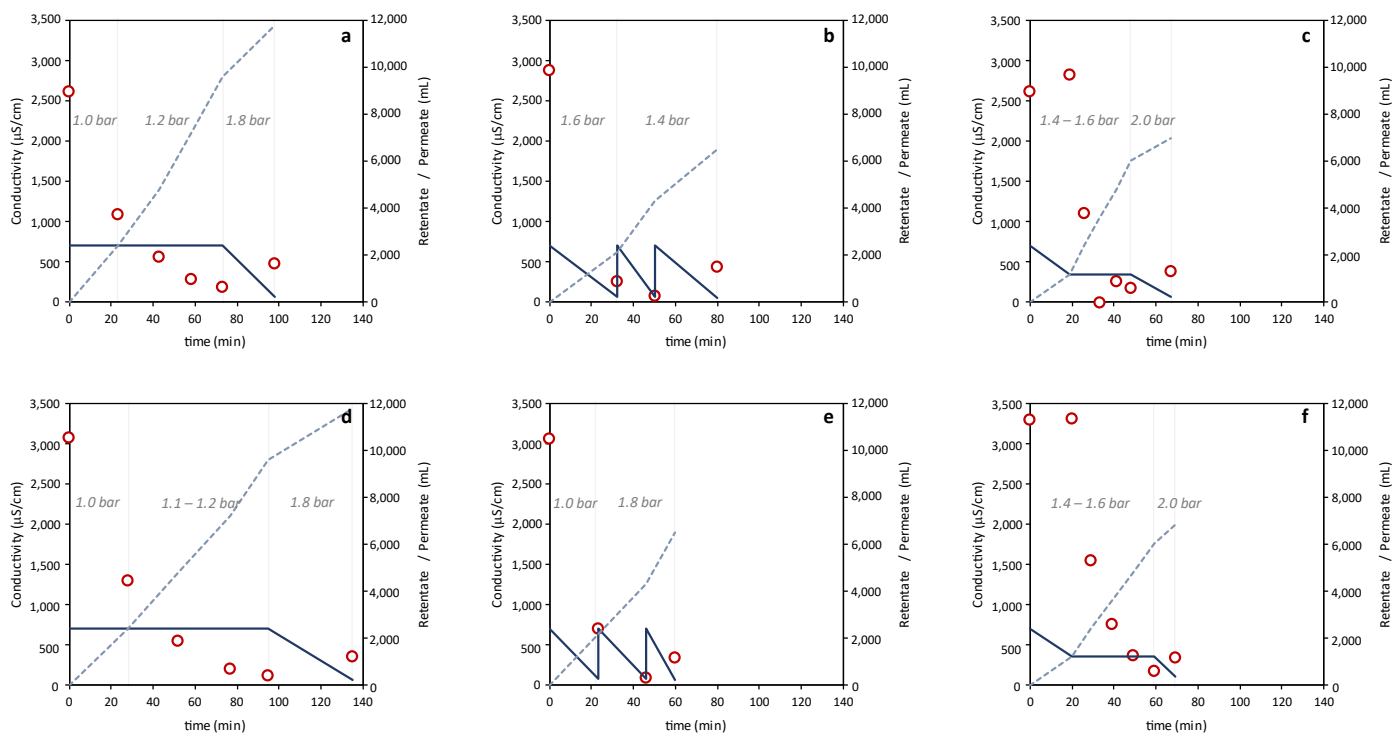 3,500
3,000
2,500
2,000
1,500
1,000
500
0
Conductivity (µS/cm)
1.0 bar
1.2 bar
1.8 bar
a
12,000
10,000
8,000
6,000
4,000
2,000
0
Retentate / Permeate (mL)
0 20 40 60 80 100 120 140
time (min)
3,500
3,000
2,500
2,000
1,500
1,000
500
0
Conductivity (µS/cm)
1.6 bar
1.4 bar
b
12,000
10,000
8,000
6,000
4,000
2,000
0
Retentate / Permeate (mL)
0 20 40 60 80 100 120 140
time (min)
3,500
3,000
2,500
2,000
1,500
1,000
500
0
Conductivity (µS/cm)
1.4 – 1.6 bar
2.0 bar
c
12,000
10,000
8,000
6,000
4,000
2,000
0
Retentate / Permeate (mL)
0 20 40 60 80 100 120 140
time (min)
3,500
3,000
2,500
2,000
1,500
1,000
500
0
Conductivity (µS/cm)
1.0 bar
1.1 – 1.2 bar
1.8 bar
d
12,000
10,000
8,000
6,000
4,000
2,000
0
Retentate / Permeate (mL)
0 20 40 60 80 100 120 140
time (min)
3,500
3,000
2,500
2,000
1,500
1,000
500
0
Conductivity (µS/cm)
1.0 bar
1.8 bar
e
12,000
10,000
8,000
6,000
4,000
2,000
0
Retentate / Permeate (mL)
0 20 40 60 80 100 120 140
time (min)
3,500
3,000
2,500
2,000
1,500
1,000
500
0
Conductivity (µS/cm)
1.4 – 1.6 bar
2.0 bar
f
12,000
10,000
8,000
6,000
4,000
2,000
0
Retentate / Permeate (mL)
0 20 40 60 80 100 120 140
time (min)